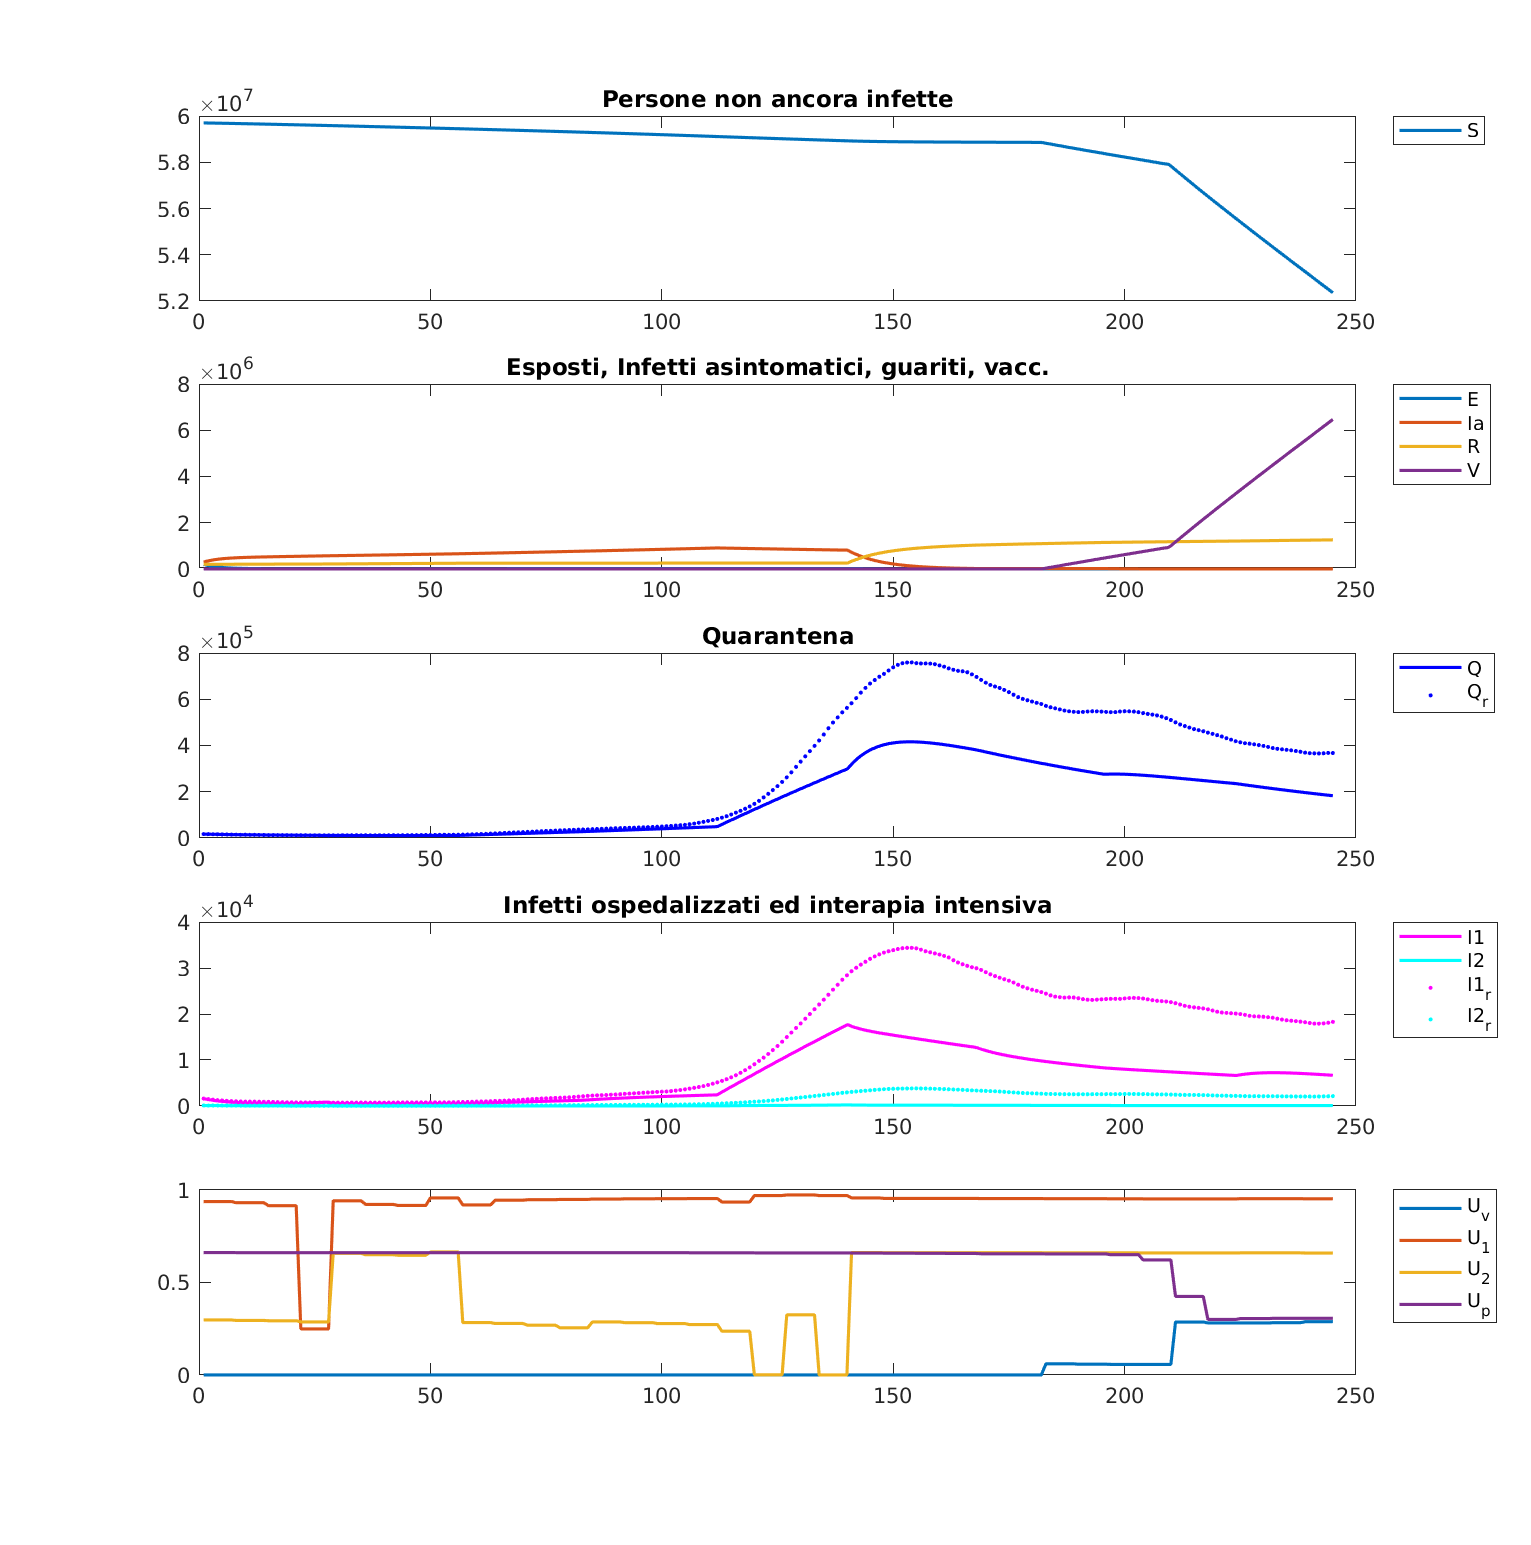 Persone non ancora infette
×10^7
6
5.8
5.6
5.4
5.2
0 50 100 150 200 250
S
Esposti, Infetti asintomatici, guariti, vacc.
×10^6
8
6
4
2
0
0 50 100 150 200 250
E
Ia
R
V
Quarantena
×10^5
8
6
4
2
0
0 50 100 150 200 250
Q
Q_r
Infetti ospedalizzati ed interapia intensiva
×10^4
4
3
2
1
0
0 50 100 150 200 250
I1
I2
I1_r
I2_r
1
0.5
0
0 50 100 150 200 250
U_v
U_1
U_2
U_p